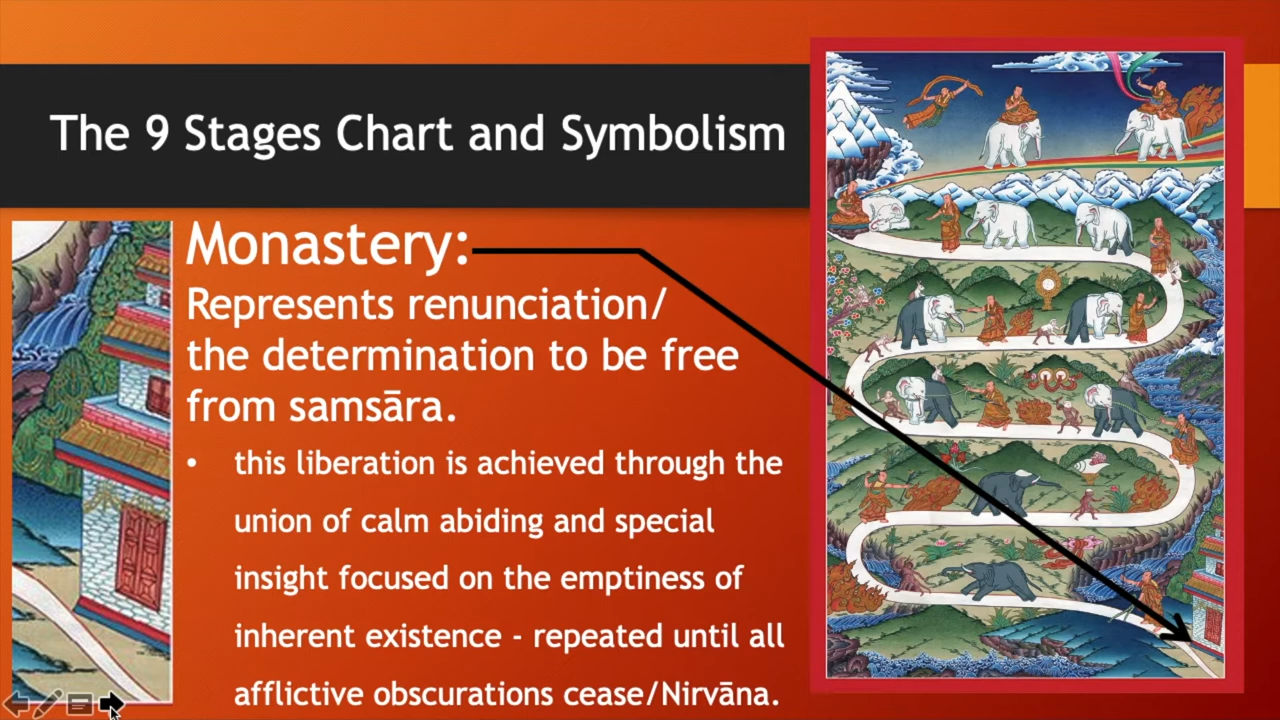 The 9 Stages Chart and Symbolism
Monastery:
Represents renunciation/
the determination to be free
from samsāra.
• this liberation is achieved through the
union of calm abiding and special
insight focused on the emptiness of
inherent existence - repeated until all
afflictive obscurations cease/Nirvāna.